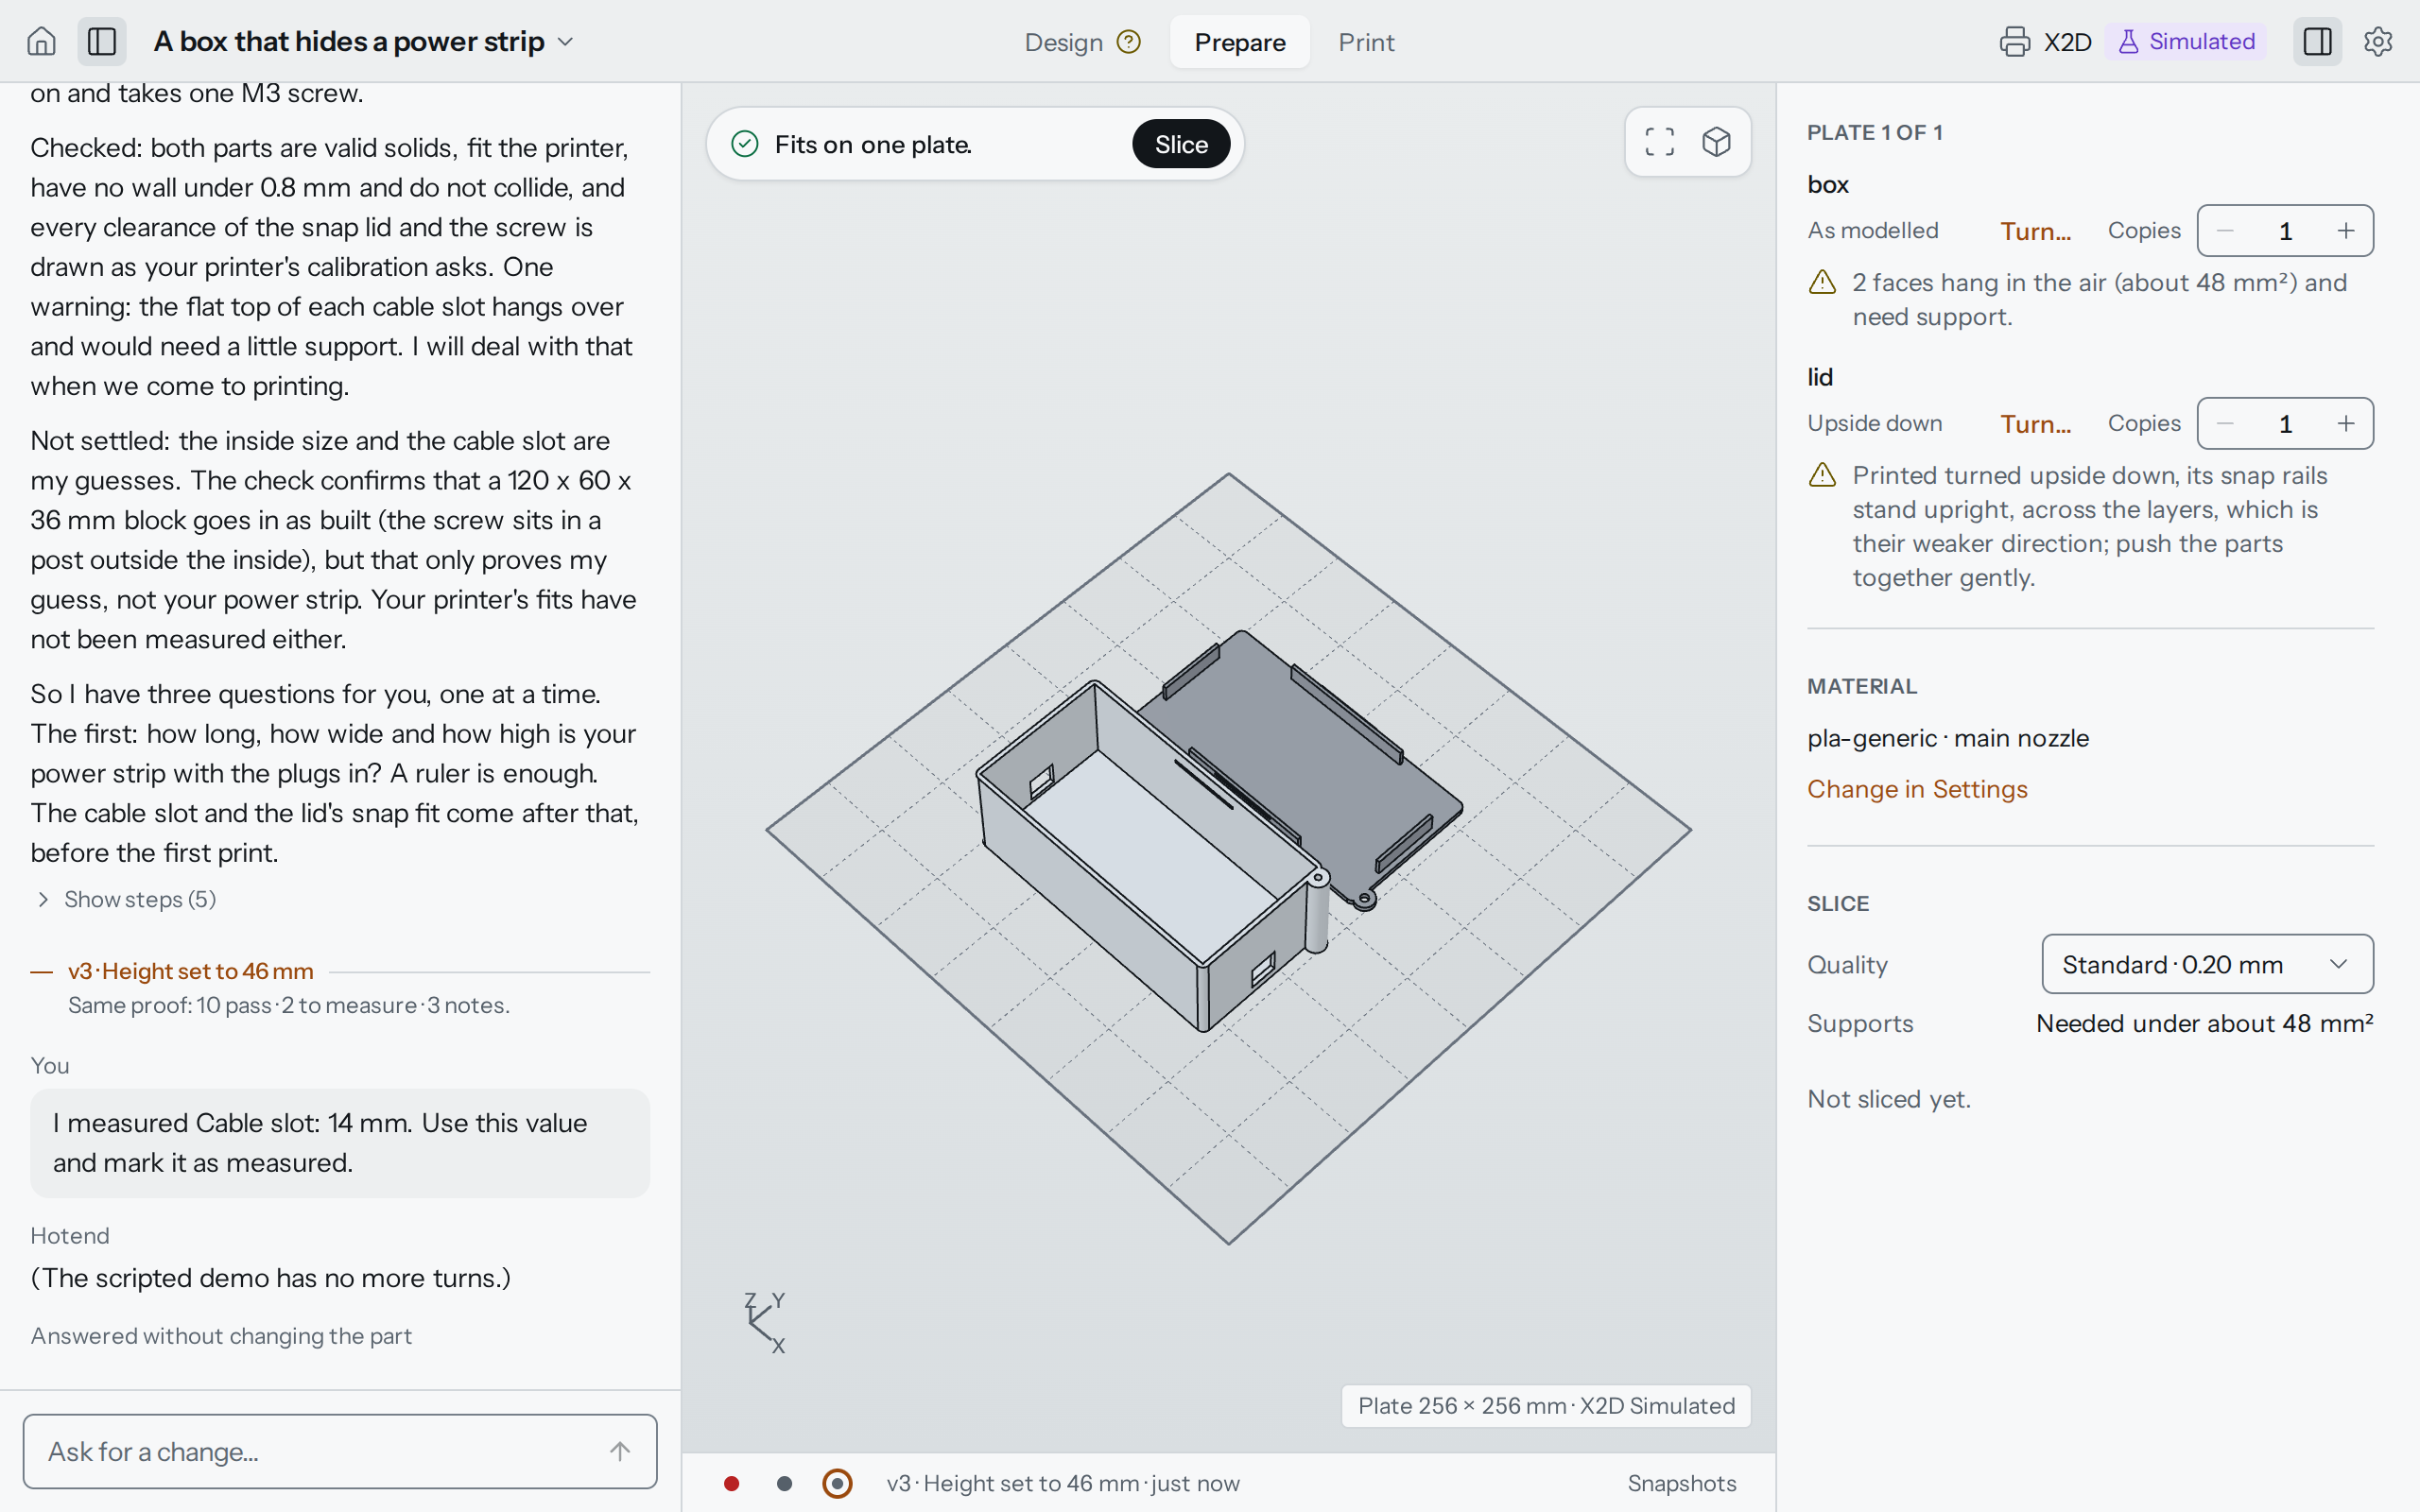 A box that hides a power strip
Design
Prepare
Print
X2D
Simulated
on and takes one M3 screw.
Checked: both parts are valid solids, fit the printer,
have no wall under 0.8 mm and do not collide, and
every clearance of the snap lid and the screw is
drawn as your printer's calibration asks. One
warning: the flat top of each cable slot hangs over
and would need a little support. I will deal with that
when we come to printing.
Not settled: the inside size and the cable slot are
my guesses. The check confirms that a 120 x 60 x
36 mm block goes in as built (the screw sits in a
post outside the inside), but that only proves my
guess, not your power strip. Your printer's fits have
not been measured either.
So I have three questions for you, one at a time.
The first: how long, how wide and how high is your
power strip with the plugs in? A ruler is enough.
The cable slot and the lid's snap fit come after that,
before the first print.
Show steps (5)
v3 · Height set to 46 mm
Same proof: 10 pass · 2 to measure · 3 notes.
You
I measured Cable slot: 14 mm. Use this value
and mark it as measured.
Hotend
(The scripted demo has no more turns.)
Answered without changing the part
Ask for a change...
Fits on one plate.
Slice
Z Y
X
Plate 256 × 256 mm · X2D Simulated
v3 · Height set to 46 mm · just now
Snapshots
PLATE 1 OF 1
box
As modelled
Turn...
Copies
1
2 faces hang in the air (about 48 mm²) and
need support.
lid
Upside down
Turn...
Copies
1
Printed turned upside down, its snap rails
stand upright, across the layers, which is
their weaker direction; push the parts
together gently.
MATERIAL
pla-generic · main nozzle
Change in Settings
SLICE
Quality
Standard · 0.20 mm
Supports
Needed under about 48 mm²
Not sliced yet.